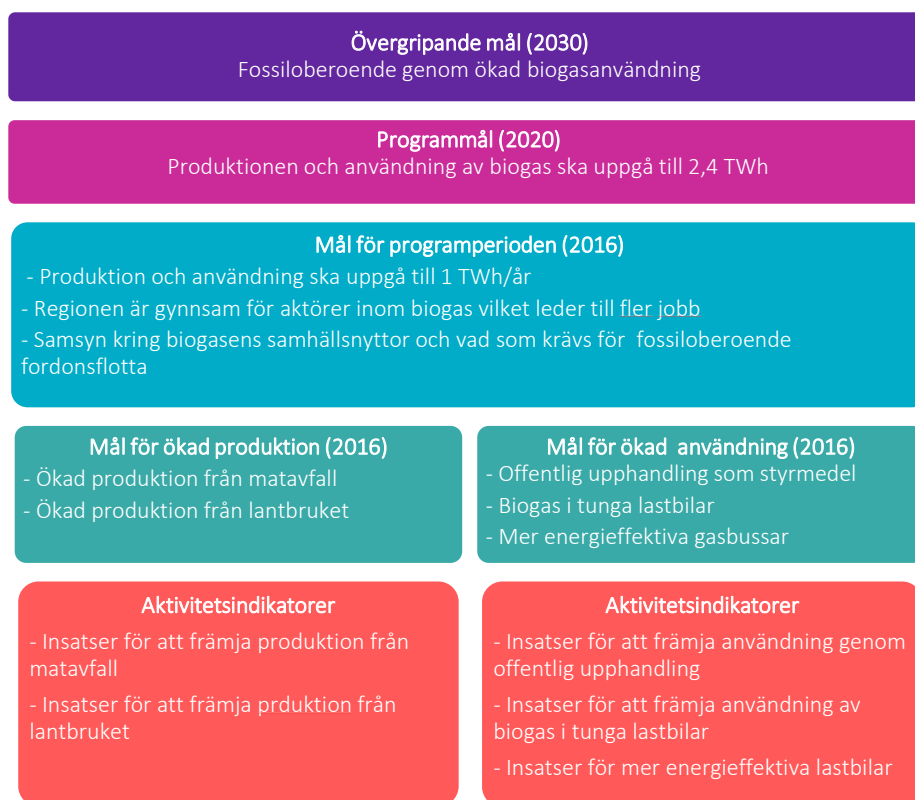 Övergripande mål (2030)
Fossiloberoende genom ökad biogasanvändning
Programmål (2020)
Produktionen och användning av biogas ska uppgå till 2,4 TWh
Mål för programperioden (2016)
- Produktion och användning ska uppgå till 1 TWh/år
- Regionen är gynnsam för aktörer inom biogas vilket leder till fler jobb
- Samsyn kring biogasens samhällsnyttor och vad som krävs för fossiloberoende
fordonsflotta
Mål för ökad produktion (2016)
- Ökad produktion från matavfall
- Ökad produktion från lantbruket
Mål för ökad användning (2016)
- Offentlig upphandling som styrmedel
- Biogas i tunga lastbilar
- Mer energieffektiva gasbussar
Aktivitetsindikatorer
- Insatser för att främja produktion från
matavfall
- Insatser för att främja prduktion från
lantbruket
Aktivitetsindikatorer
- Insatser för att främja användning genom
offentlig upphandling
- Insatser för att främja användning av
biogas i tunga lastbilar
- Insatser för mer energieffektiva lastbilar